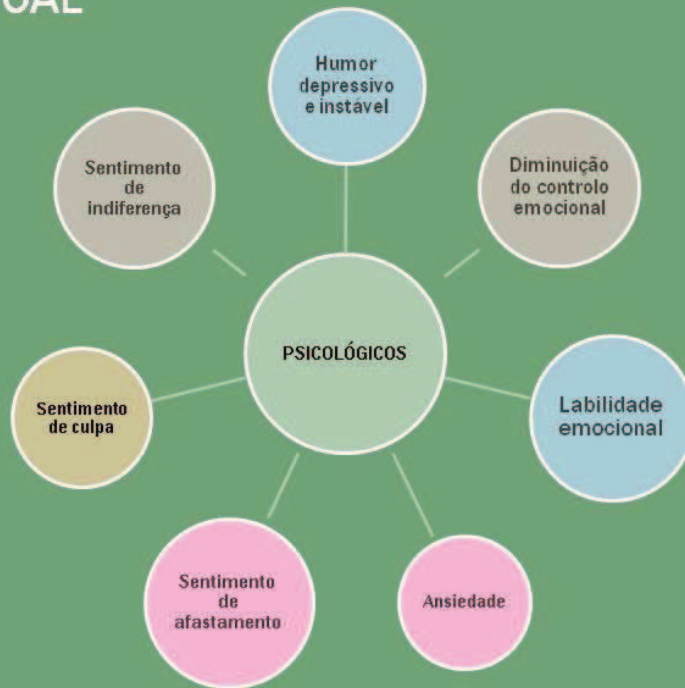 Humor
depressivo
e instável
Diminuição
do controlo
emocional
Labilidade
emocional
Ansiedade
Sentimento
de
afastamento
Sentimento
de culpa
Sentimento
de
indiferença
PSICOLÓGICOS